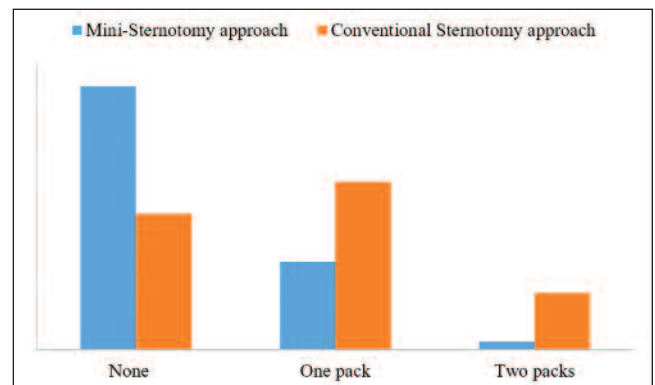 Mini-Sternotomy approach Conventional Sternotomy approach
None One pack Two packs